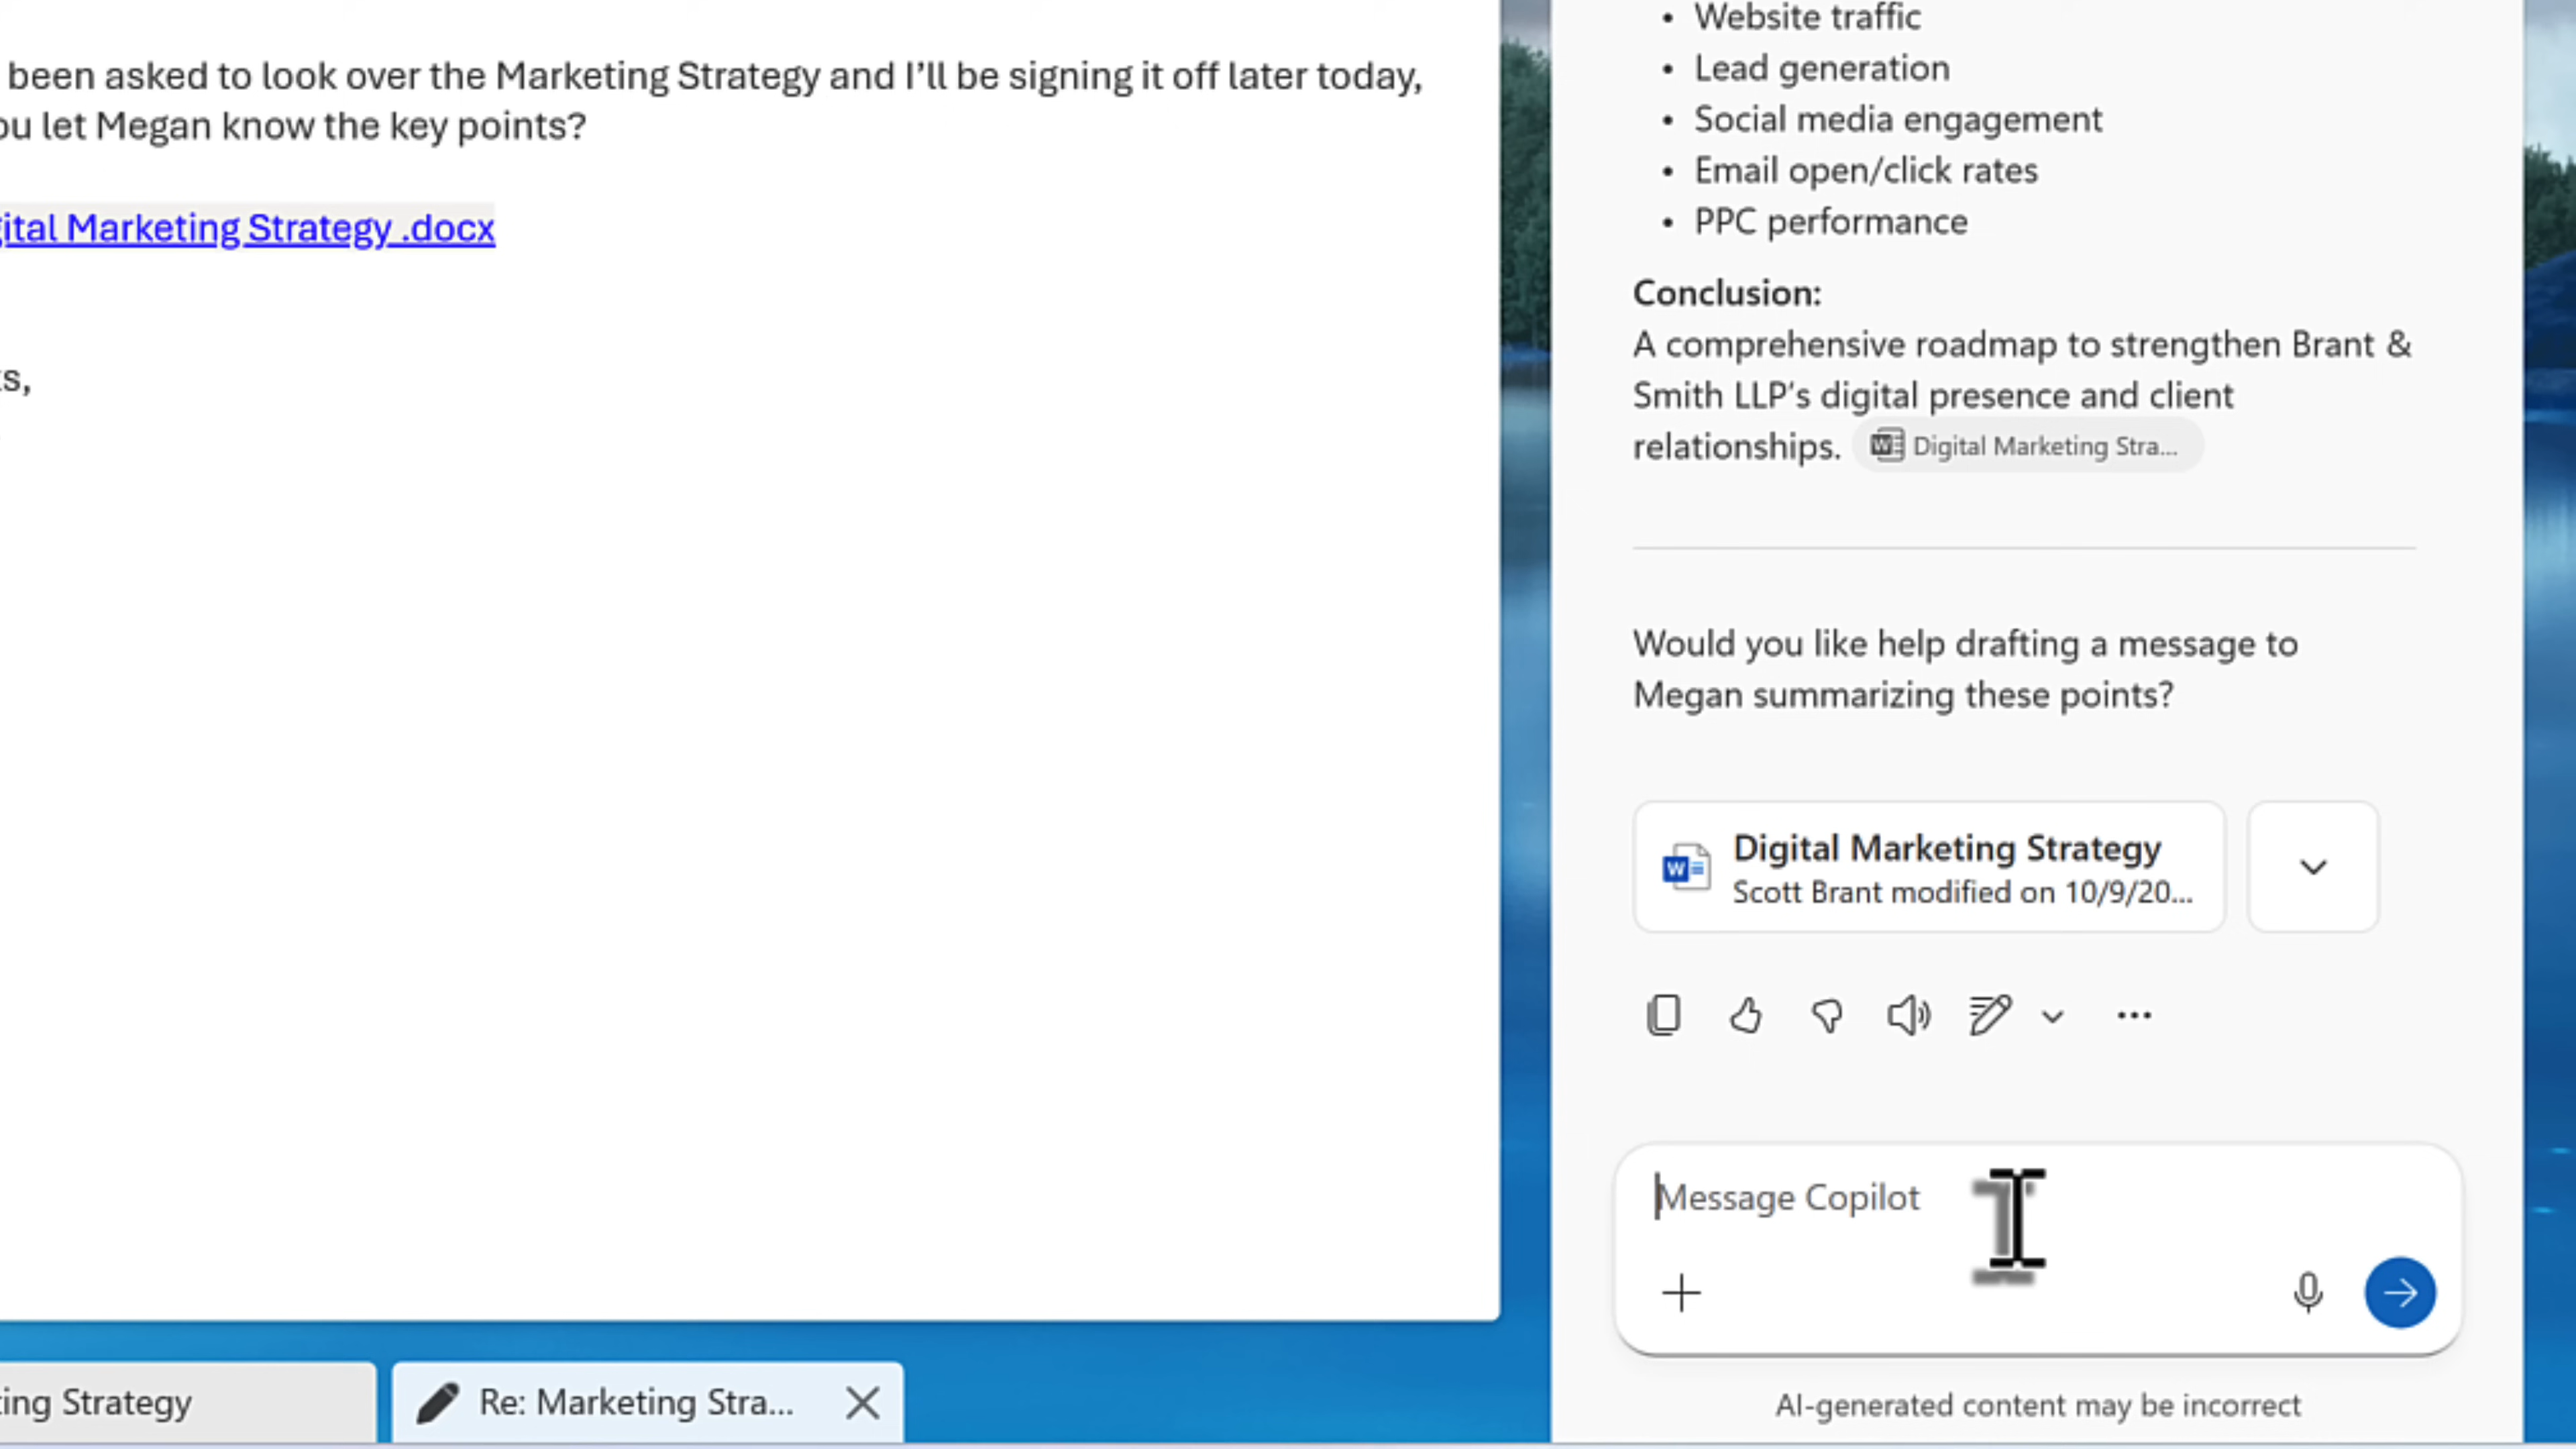 been asked to look over the Marketing Strategy and I’ll be signing it off later today,
let Megan know the key points?
Marketing Strategy .docx
Website traffic
Lead generation
Social media engagement
Email open/click rates
PPC performance
Conclusion:
A comprehensive roadmap to strengthen Brant &
Smith LLP’s digital presence and client
relationships. Digital Marketing Stra...
Would you like help drafting a message to
Megan summarizing these points?
Digital Marketing Strategy
Scott Brant modified on 10/9/20...
Message Copilot
AI-generated content may be incorrect
Strategy
Re: Marketing Stra...